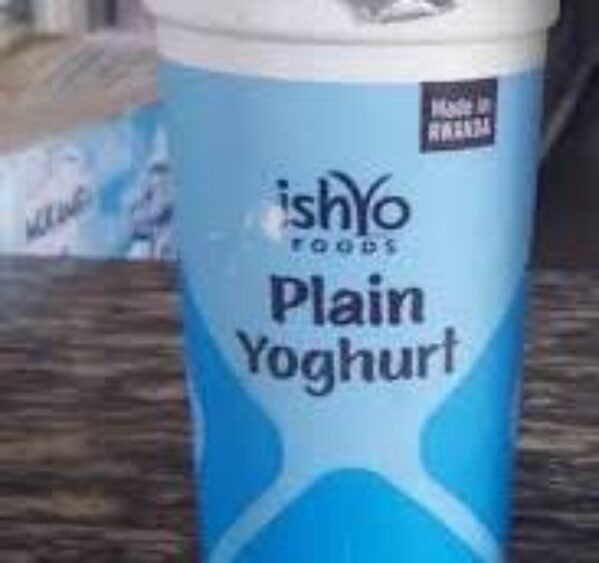 Made in
RWANDA
ishYo
FOODS
Plain
Yoghurt